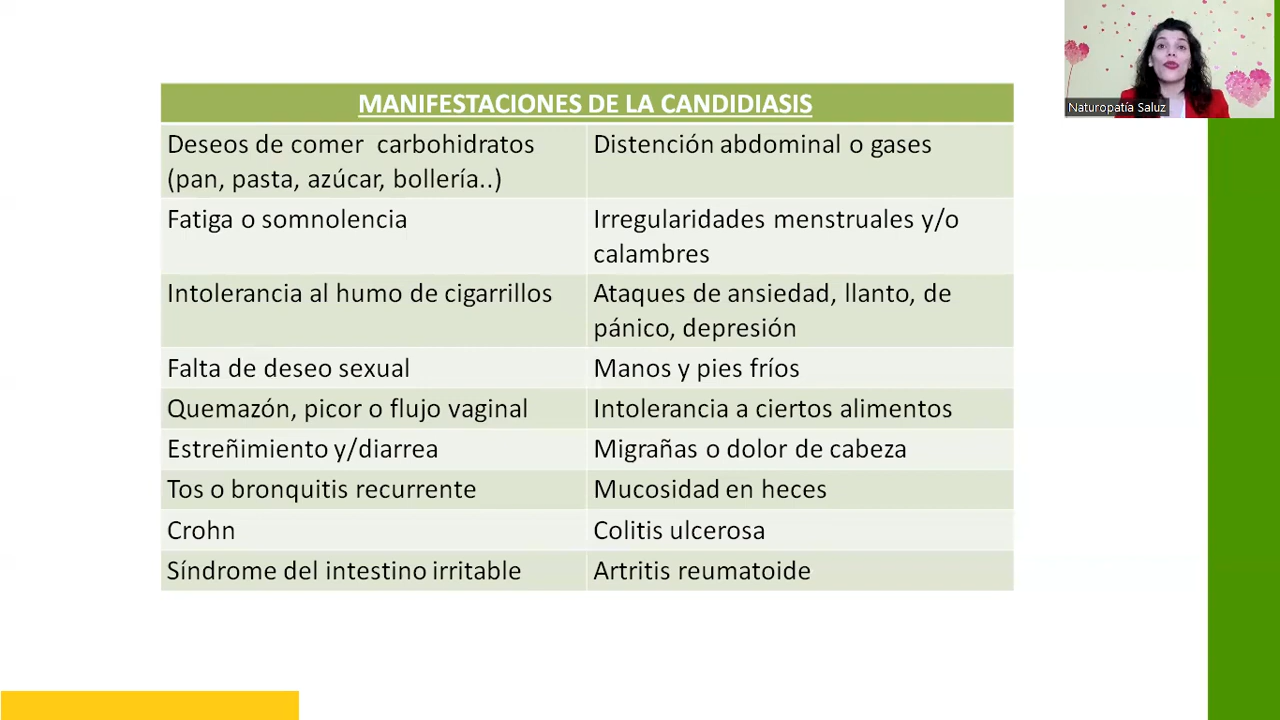 MANIFESTACIONES DE LA CANDIDIASIS
Deseos de comer carbohidratos
(pan, pasta, azúcar, bollería..)
Distención abdominal o gases
Fatiga o somnolencia
Irregularidades menstruales y/o
calambres
Intolerancia al humo de cigarrillos
Ataques de ansiedad, llanto, de
pánico, depresión
Falta de deseo sexual
Manos y pies fríos
Quemazón, picor o flujo vaginal
Intolerancia a ciertos alimentos
Estreñimiento y/diarrea
Migrañas o dolor de cabeza
Tos o bronquitis recurrente
Mucosidad en heces
Crohn
Colitis ulcerosa
Síndrome del intestino irritable
Artritis reumatoide
Naturopatía Saluz